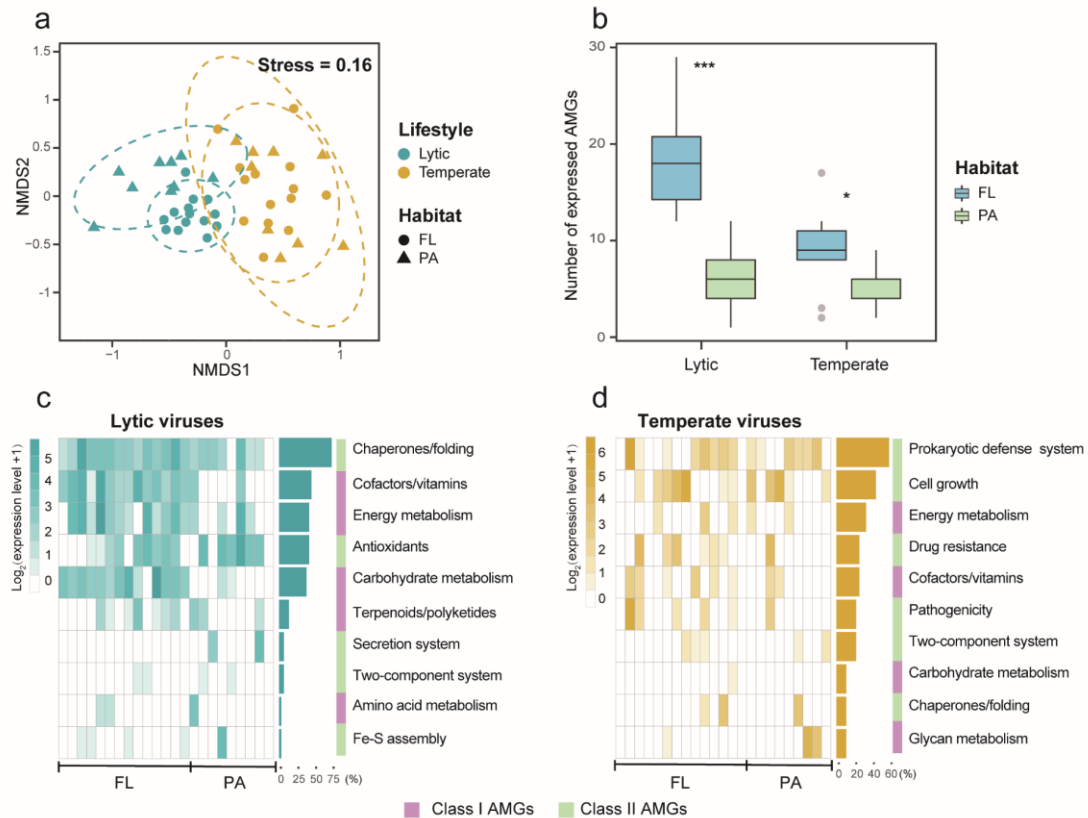 a
Stress = 0.16
1.5
1
0.5
0
-0.5
-1
NMDS2
−1
0
1
NMDS1
Lifestyle
Lytic
Temperate
Habitat
FL
PA
b
30
20
10
0
Number of expressed AMGs
***
*
Lytic
Temperate
Habitat
FL
PA
c
Lytic viruses
Log2(expression level +1)
5
4
3
2
1
0
Chaperones/folding
Cofactors/vitamins
Energy metabolism
Antioxidants
Carbohydrate metabolism
Terpenoids/polyketides
Secretion system
Two-component system
Amino acid metabolism
Fe-S assembly
FL
PA
0 25 50 75 (%)
d
Temperate viruses
Log2(expression level +1)
6
5
4
3
2
1
0
Prokaryotic defense system
Cell growth
Energy metabolism
Drug resistance
Cofactors/vitamins
Pathogenicity
Two-component system
Carbohydrate metabolism
Chaperones/folding
Glycan metabolism
FL
PA
0 20 40 60 (%)
Class I AMGs
Class II AMGs